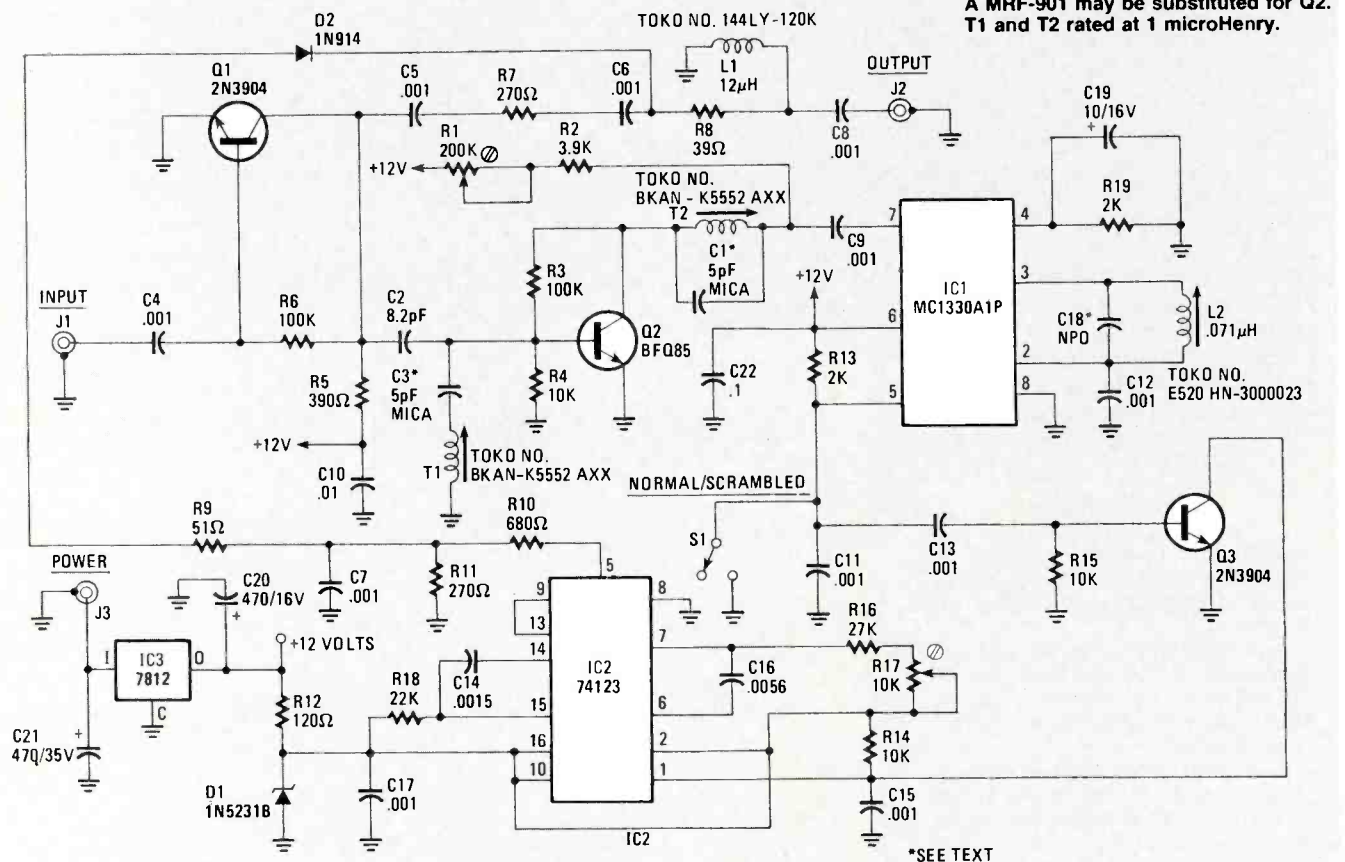 A MRF-901 may be substituted for Q2.
T1 and T2 rated at 1 microHenry.
D2
1N914
TOKO NO. 144LY-120K
L1
12µH
OUTPUT
J2
Q1
2N3904
C5
.001
R7
270Ω
C6
.001
R8
39Ω
C8
.001
C19
10/16V
+
R1
200K
R2
3.9K
+12V
TOKO NO.
BKAN - K5552 AXX
T2
C1*
5pF
MICA
C9
.001
7
4
R19
2K
3
IC1
MC1330A1P
+12V
6
5
2
8
C18*
NPO
L2
.071µH
C12
.001
TOKO NO.
E520 HN-3000023
INPUT
J1
C4
.001
R6
100K
C2
8.2pF
R3
100K
Q2
BFQ85
R5
390Ω
C3*
5pF
MICA
R4
10K
C22
.1
R13
2K
+12V
C10
.01
T1
TOKO NO.
BKAN-K5552 AXX
NORMAL/SCRAMBLED
S1
C11
.001
C13
.001
R15
10K
Q3
2N3904
R9
51Ω
R10
680Ω
C7
.001
R11
270Ω
POWER
J3
C20
470/16V
+
+12 VOLTS
I
IC3
7812
O
C
C21
470/35V
+
R12
120Ω
D1
1N5231B
R18
22K
C14
.0015
C17
.001
5
9
13
14
15
16
10
IC2
74123
8
7
6
2
1
IC2
C16
.0056
R16
27K
R17
10K
R14
10K
C15
.001
*SEE TEXT